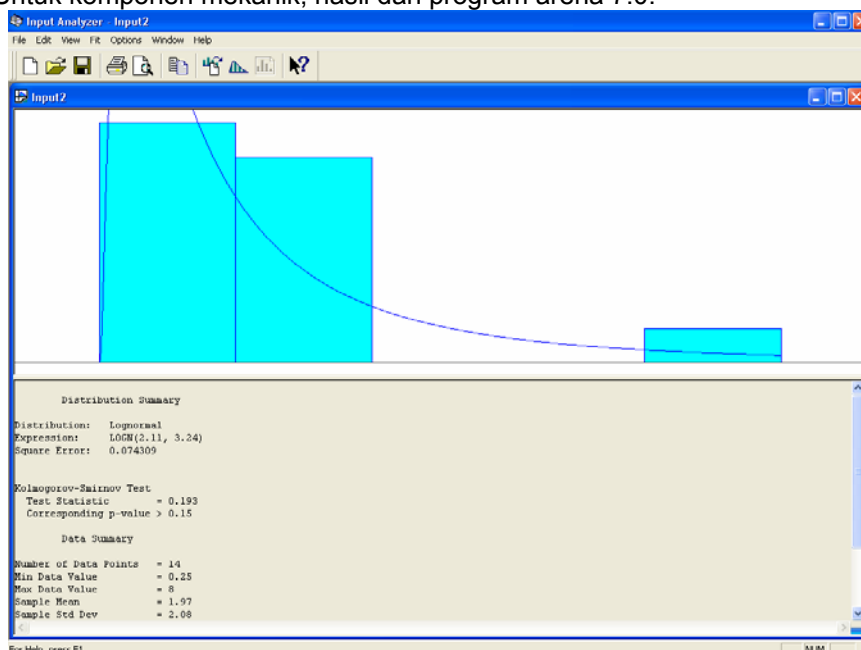 untuk komponen mekanik, hasil dari program arena 7.0.
Input Analyzer - Input2
File Edit View Fit Options Window Help
Input2
Distribution Summary
Distribution: Lognormal
Expression: LOGN(2.11, 3.24)
Square Error: 0.074309
Kolmogorov-Smirnov Test
Test Statistic = 0.193
Corresponding p-value > 0.15
Data Summary
Number of Data Points = 14
Min Data Value = 0.25
Max Data Value = 8
Sample Mean = 1.97
Sample Std Dev = 2.08
For Help, press F1
NUM